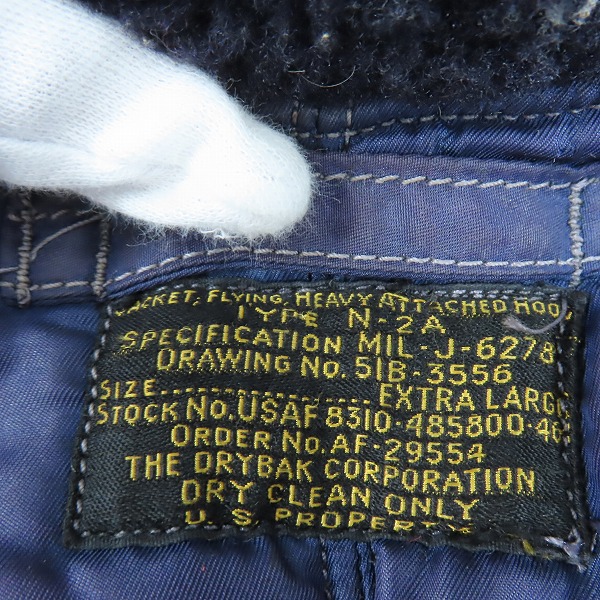 JACKET, FLYING, HEAVY ATTACHED HOOD
TYPE N-2A
SPECIFICATION MIL-J-6278
DRAWING NO. 51B-3556
SIZE................EXTRA LARGE
STOCK NO. USAF 8310-485800-46
ORDER NO. AF-29554
THE DRYBAK CORPORATION
DRY CLEAN ONLY
U.S. PROPERTY